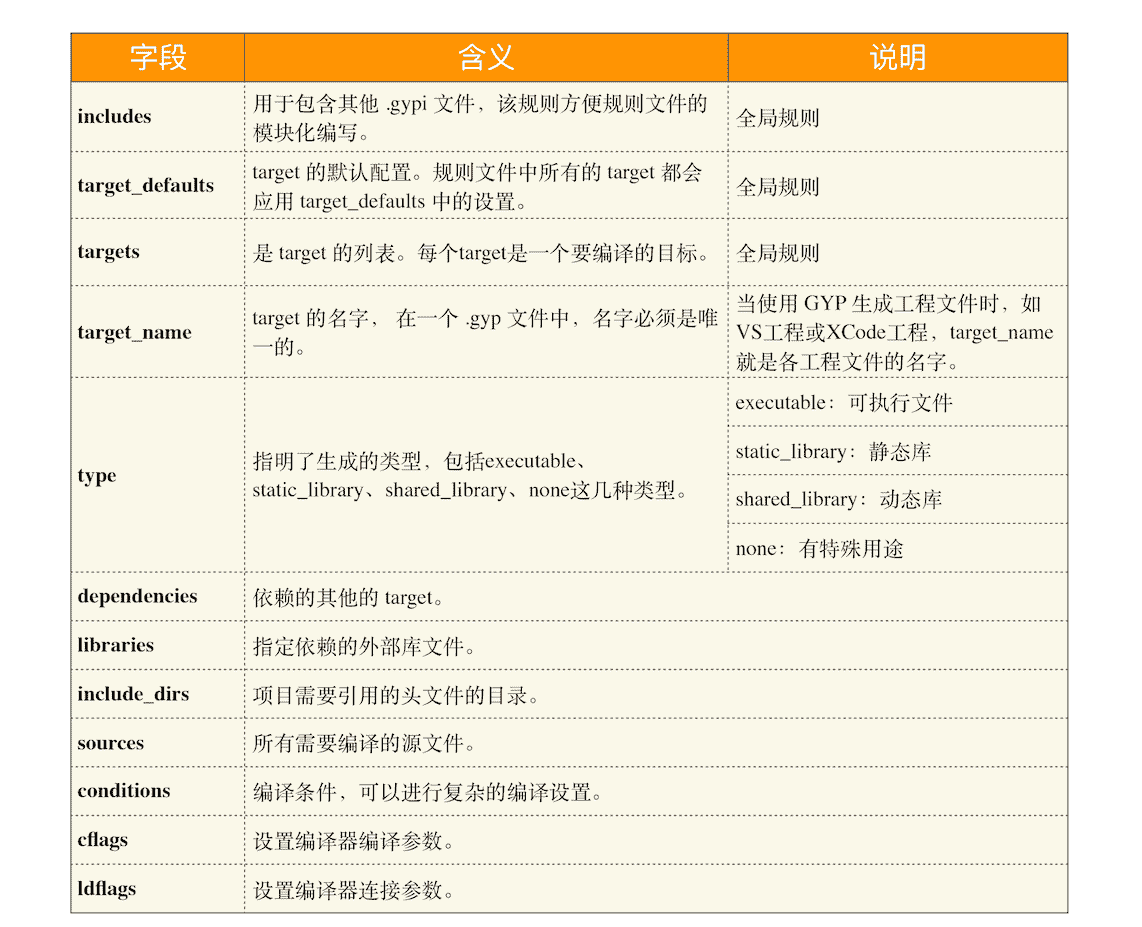 字段 含义 说明
includes
用于包含其他 .gypi 文件，该规则方便规则文件的
模块化编写。
全局规则
target_defaults
target 的默认配置。规则文件中所有的 target 都会
应用 target_defaults 中的设置。
全局规则
targets
是 target 的列表。每个target是一个要编译的目标。
全局规则
target_name
target 的名字， 在一个 .gyp 文件中，名字必须是唯
一的。
当使用 GYP 生成工程文件时，如
VS工程或XCode工程，target_name
就是各工程文件的名字。
type
指明了生成的类型，包括executable、
static_library、shared_library、none这几种类型。
executable：可执行文件
static_library：静态库
shared_library：动态库
none：有特殊用途
dependencies
依赖的其他的 target。
libraries
指定依赖的外部库文件。
include_dirs
项目需要引用的头文件的目录。
sources
所有需要编译的源文件。
conditions
编译条件，可以进行复杂的编译设置。
cflags
设置编译器编译参数。
ldflags
设置编译器连接参数。